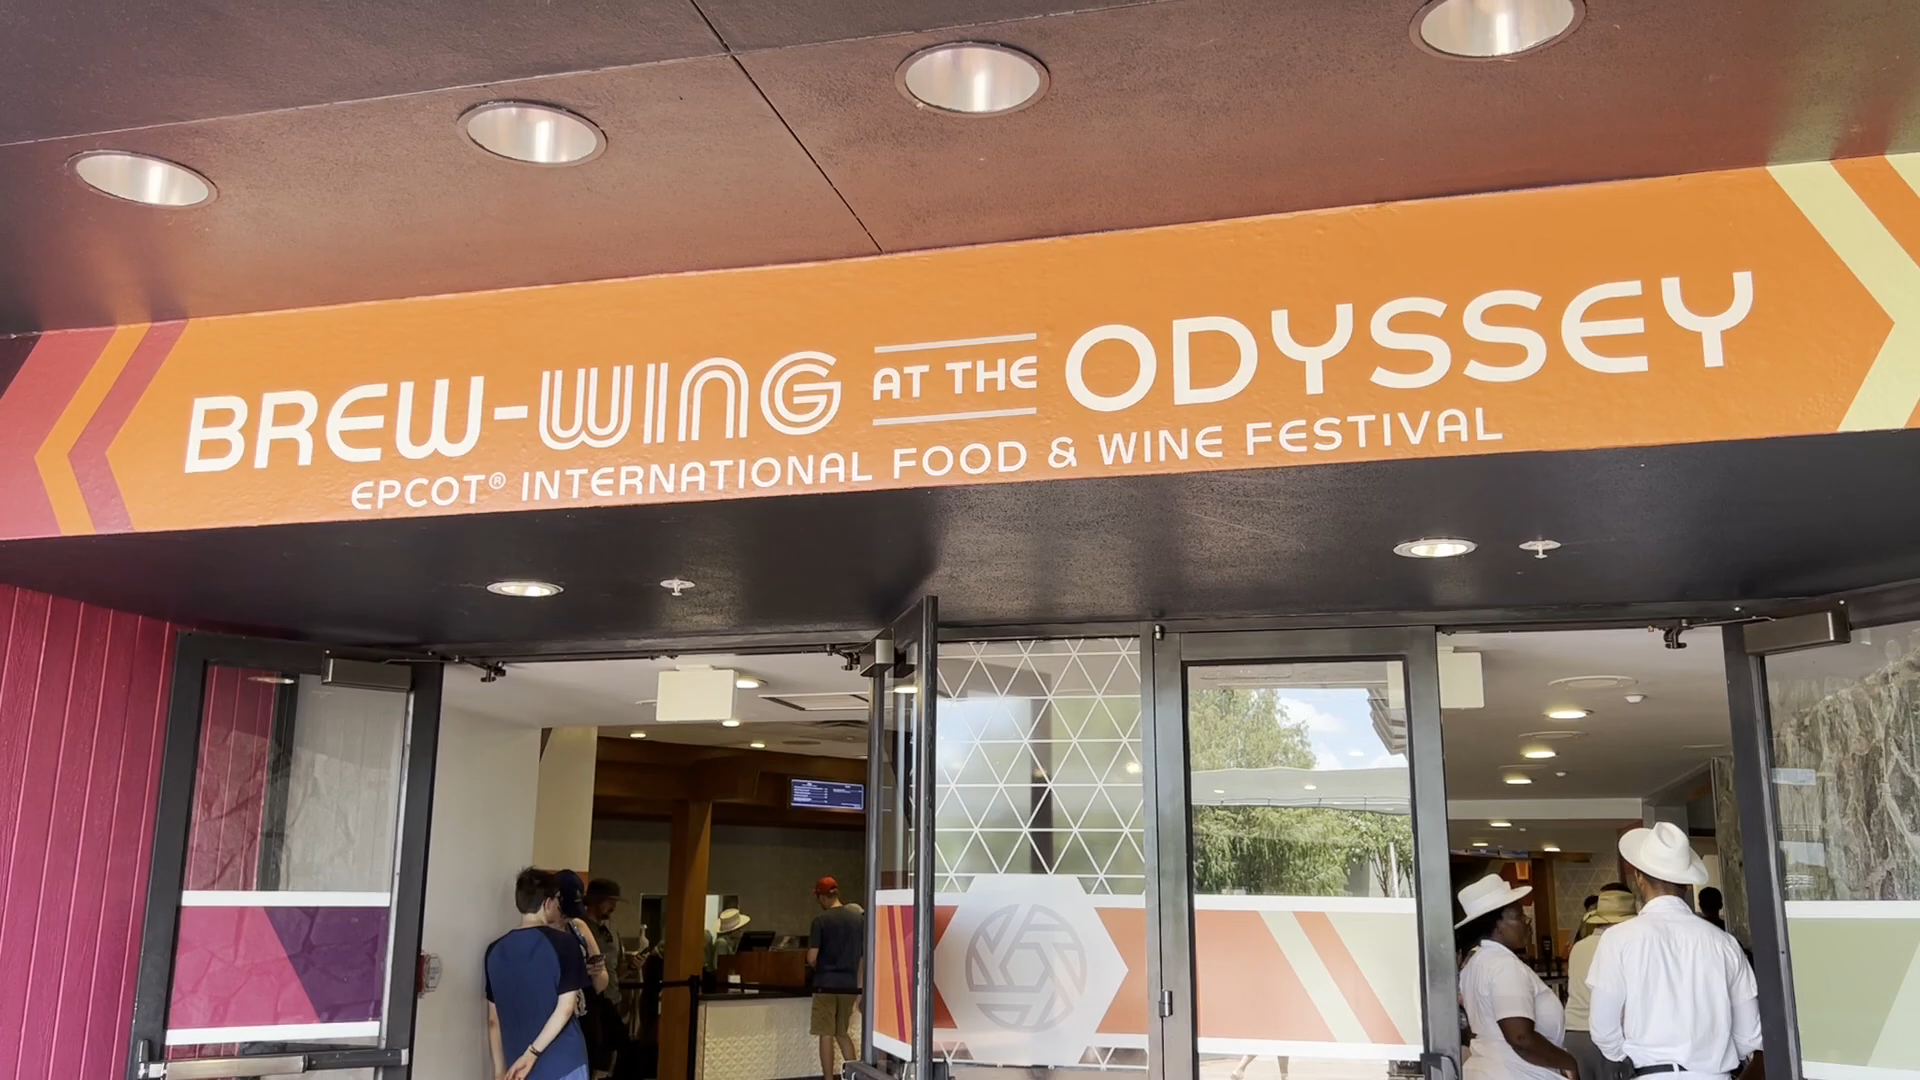 BREW-WING AT THE ODYSSEY
EPCOT® INTERNATIONAL FOOD & WINE FESTIVAL